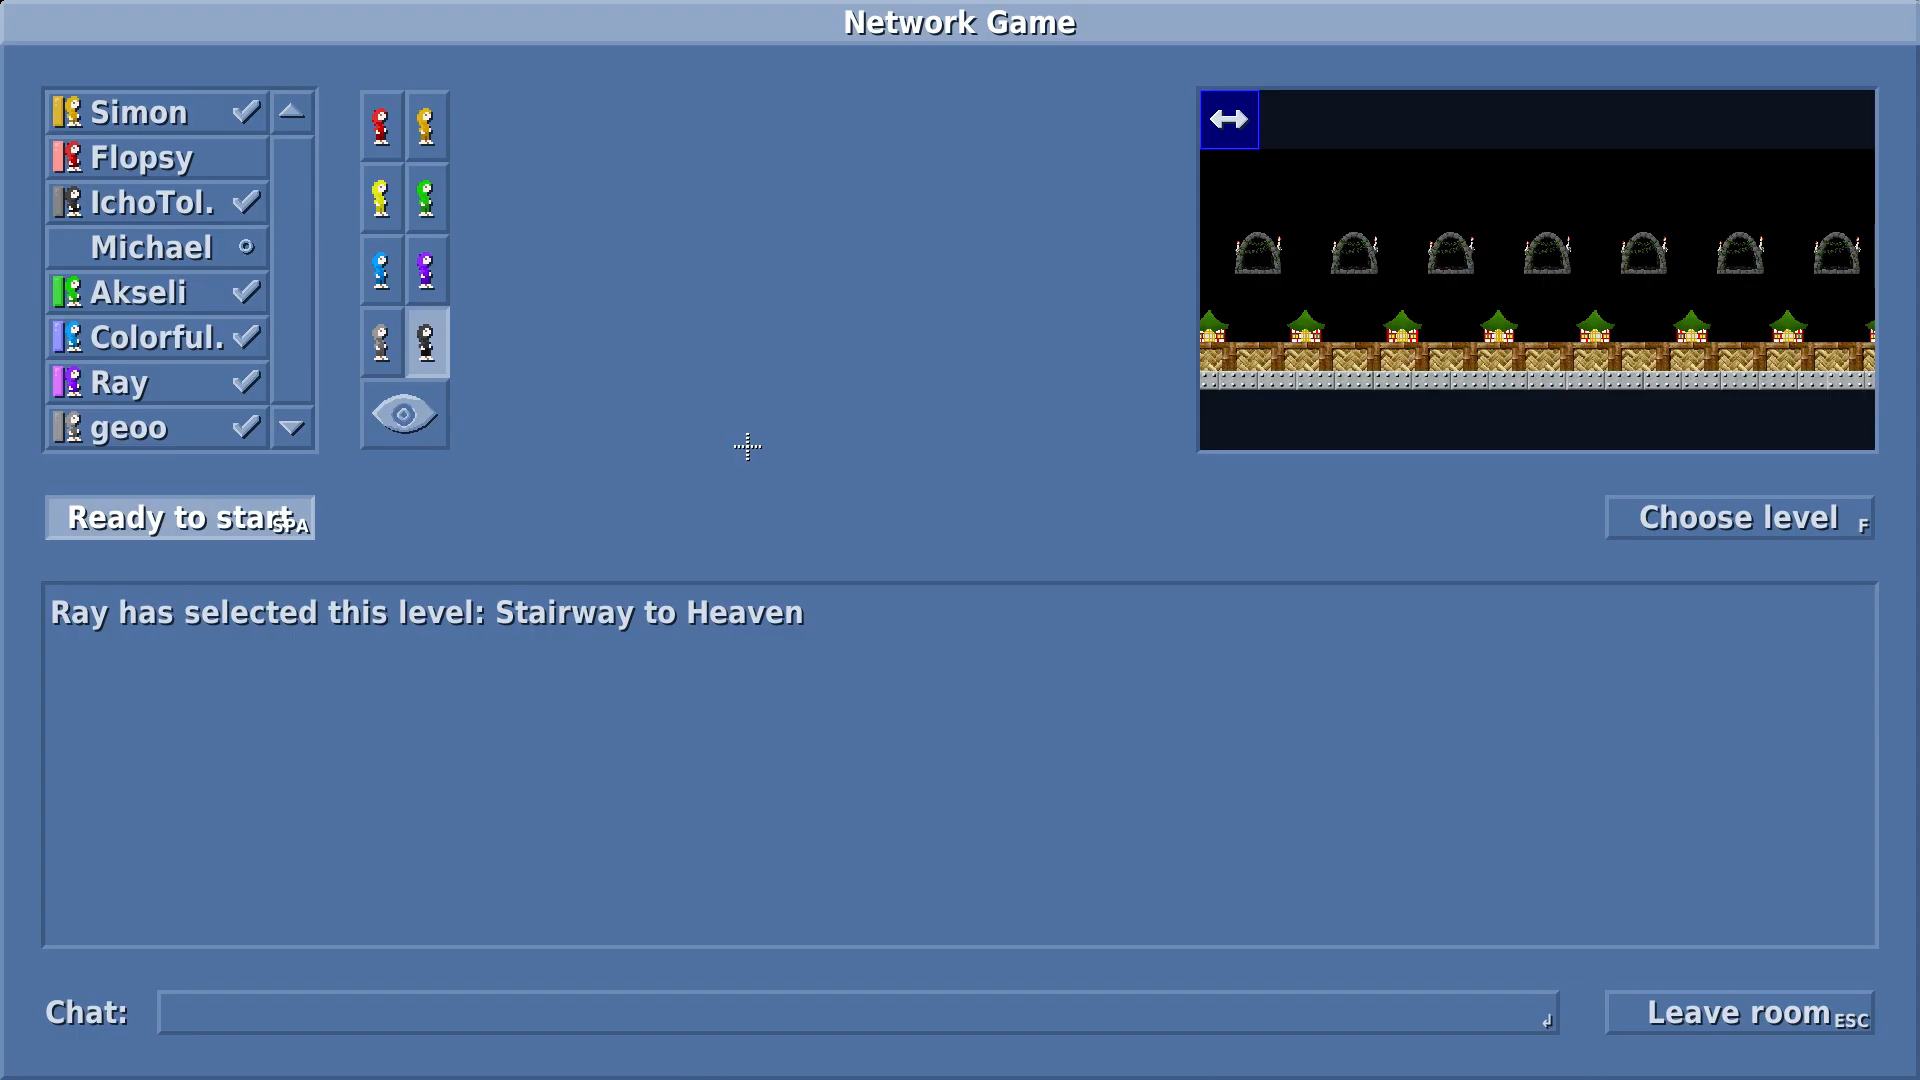 Network Game
Simon
Flopsy
IchoTol.
Michael
Akseli
Colorful.
Ray
geoo
Ready to start SPA
Choose level F
Ray has selected this level: Stairway to Heaven
Chat:
Leave room ESC